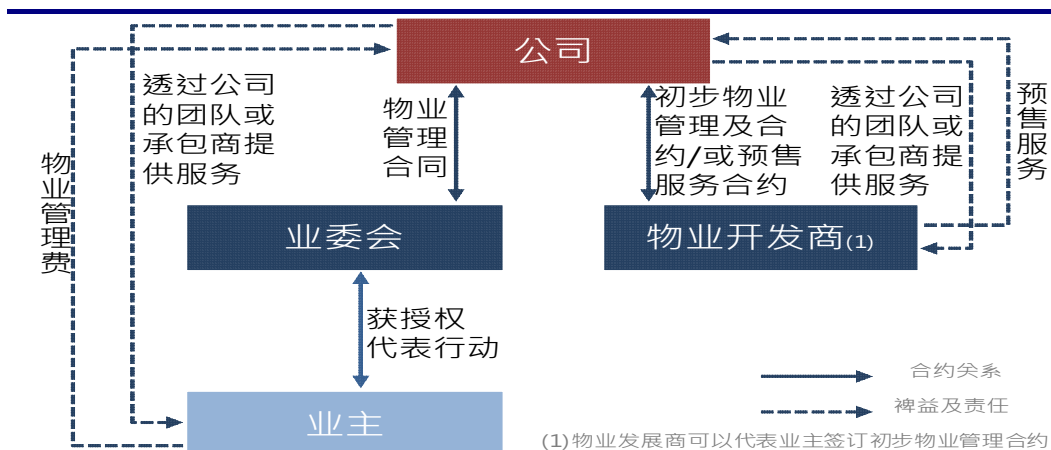 公司
透过公司
的团队或
承包商提
供服务
物业
管理
合同
初步物业
管理及合
约/或预售
服务合约
透过公司
的团队或
承包商提
供服务
预售服务
物业管理费
业委会
物业开发商(1)
获授权
代表行动
业主
合约关系
裨益及责任
(1)物业发展商可以代表业主签订初步物业管理合约